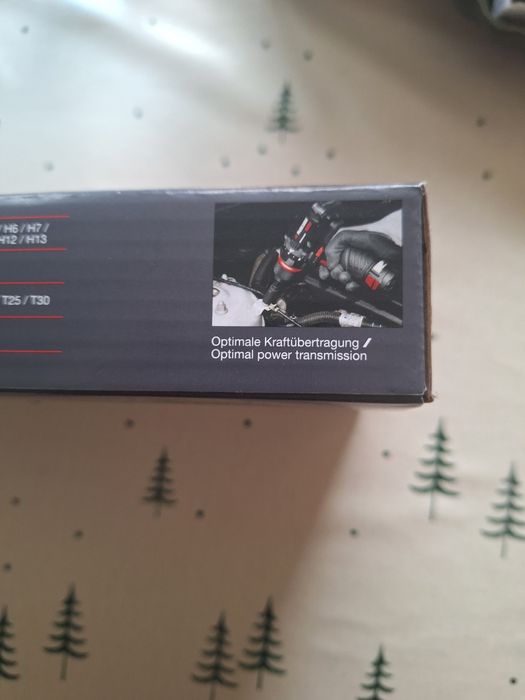 / H6 / H7 /
H12 / H13
T25 / T30
Optimale Kraftübertragung /
Optimal power transmission